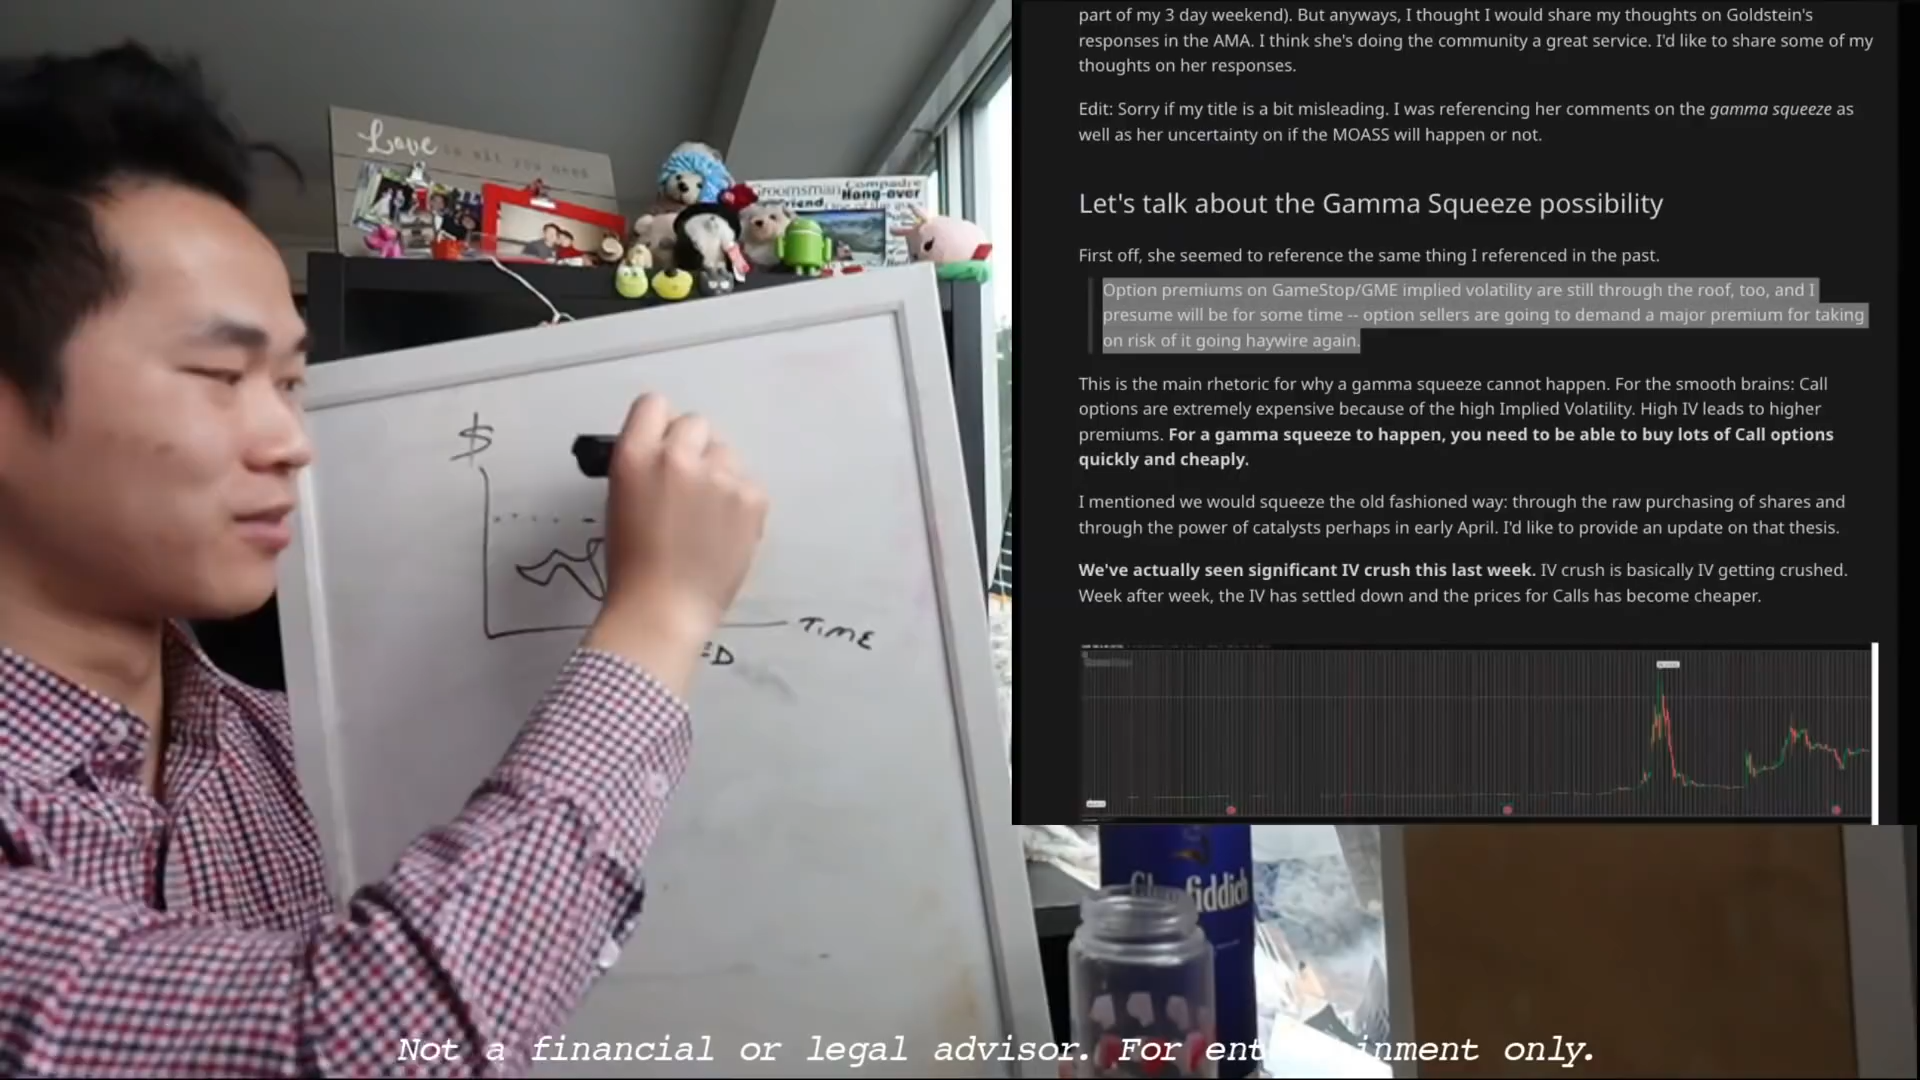 part of my 3 day weekend). But anyways, I thought I would share my thoughts on Goldstein's
responses in the AMA. I think she's doing the community a great service. I'd like to share some of my
thoughts on her responses.
Edit: Sorry if my title is a bit misleading. I was referencing her comments on the gamma squeeze as
well as her uncertainty on if the MOASS will happen or not.
Let's talk about the Gamma Squeeze possibility
First off, she seemed to reference the same thing I referenced in the past.
Option premiums on GameStop/GME implied volatility are still through the roof, too, and I
presume will be for some time -- option sellers are going to demand a major premium for taking
on risk of it going haywire again.
This is the main rhetoric for why a gamma squeeze cannot happen. For the smooth brains: Call
options are extremely expensive because of the high Implied Volatility. High IV leads to higher
premiums. For a gamma squeeze to happen, you need to be able to buy lots of Call options
quickly and cheaply.
I mentioned we would squeeze the old fashioned way: through the raw purchasing of shares and
through the power of catalysts perhaps in early April. I'd like to provide an update on that thesis.
We've actually seen significant IV crush this last week. IV crush is basically IV getting crushed.
Week after week, the IV has settled down and the prices for Calls has become cheaper.
Love is all you need
Groomsman Compadre
friend Hang-over
$
TIME
ED
Glenfiddich
Not a financial or legal advisor. For entertainment only.